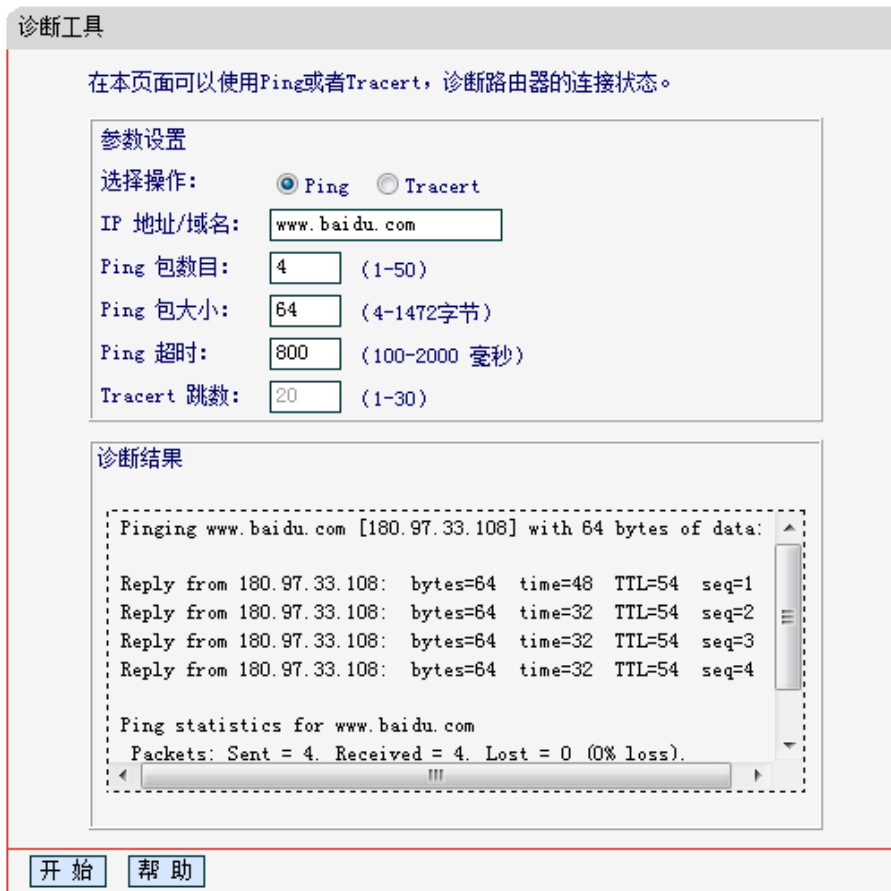 诊断工具
在本页面可以使用Ping或者Tracert，诊断路由器的连接状态。
参数设置
选择操作： Ping Tracert
IP 地址/域名： www.baidu.com
Ping 包数目： 4 (1-50)
Ping 包大小： 64 (4-1472字节)
Ping 超时： 800 (100-2000 毫秒)
Tracert 跳数： 20 (1-30)
诊断结果
Pinging www.baidu.com [180.97.33.108] with 64 bytes of data:
Reply from 180.97.33.108: bytes=64 time=48 TTL=54 seq=1
Reply from 180.97.33.108: bytes=64 time=32 TTL=54 seq=2
Reply from 180.97.33.108: bytes=64 time=32 TTL=54 seq=3
Reply from 180.97.33.108: bytes=64 time=32 TTL=54 seq=4
Ping statistics for www.baidu.com
Packets: Sent = 4, Received = 4, Lost = 0 (0% loss),
开 始 帮 助